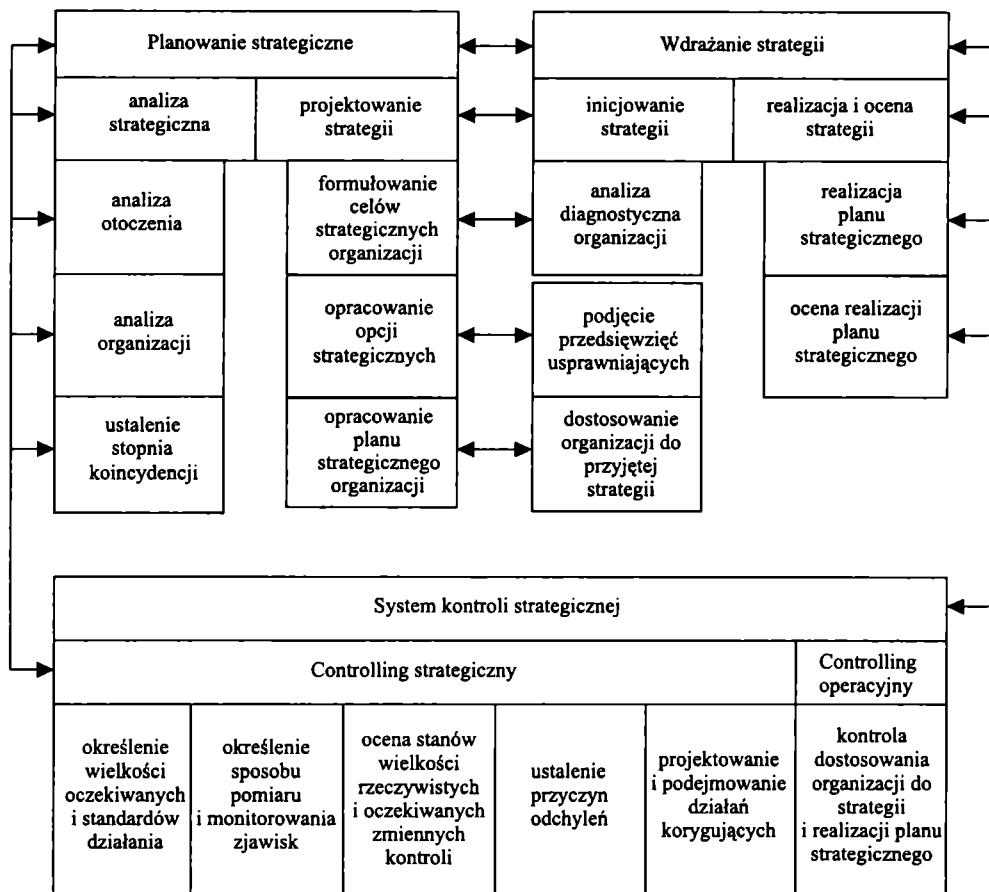 Planowanie strategiczne
Wdrażanie strategii
analiza
strategiczna
projektowanie
strategii
inicjowanie
strategii
realizacja i ocena
strategii
analiza
otoczenia
formułowanie
celów
strategicznych
organizacji
analiza
diagnostyczna
organizacji
realizacja
planu
strategicznego
analiza
organizacji
opracowanie
opcji
strategicznych
podjęcie
przedsięwzięć
usprawniających
ocena realizacji
planu
strategicznego
ustalenie
stopnia
koincydencji
opracowanie
planu
strategicznego
organizacji
dostosowanie
organizacji do
przyjętej
strategii
System kontroli strategicznej
Controlling strategiczny
Controlling
operacyjny
określenie
wielkości
oczekiwanych
i standardów
działania
określenie
sposobu
pomiaru
i monitorowania
zjawisk
ocena stanów
wielkości
rzeczywistych
i oczekiwanych
zmiennych
kontroli
ustalenie
przyczyn
odchyleń
projektowanie
i podejmowanie
działań
korygujących
kontrola
dostosowania
organizacji do
strategii
i realizacji planu
strategicznego